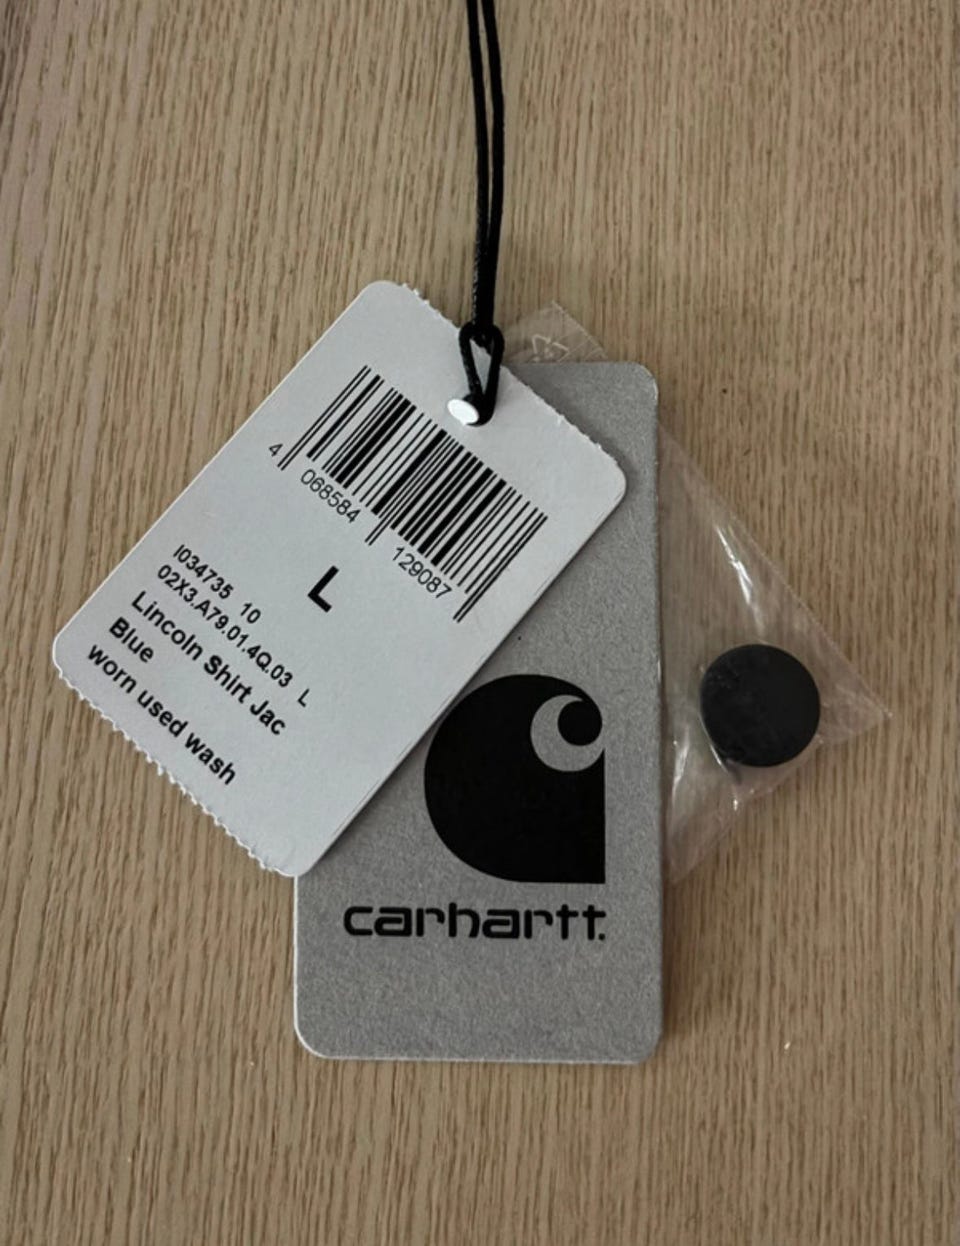 4 068584 129087
L
I034735 10
02X3.A79.01.4Q.03 L
Lincoln Shirt Jac
Blue
worn used wash
carhartt.